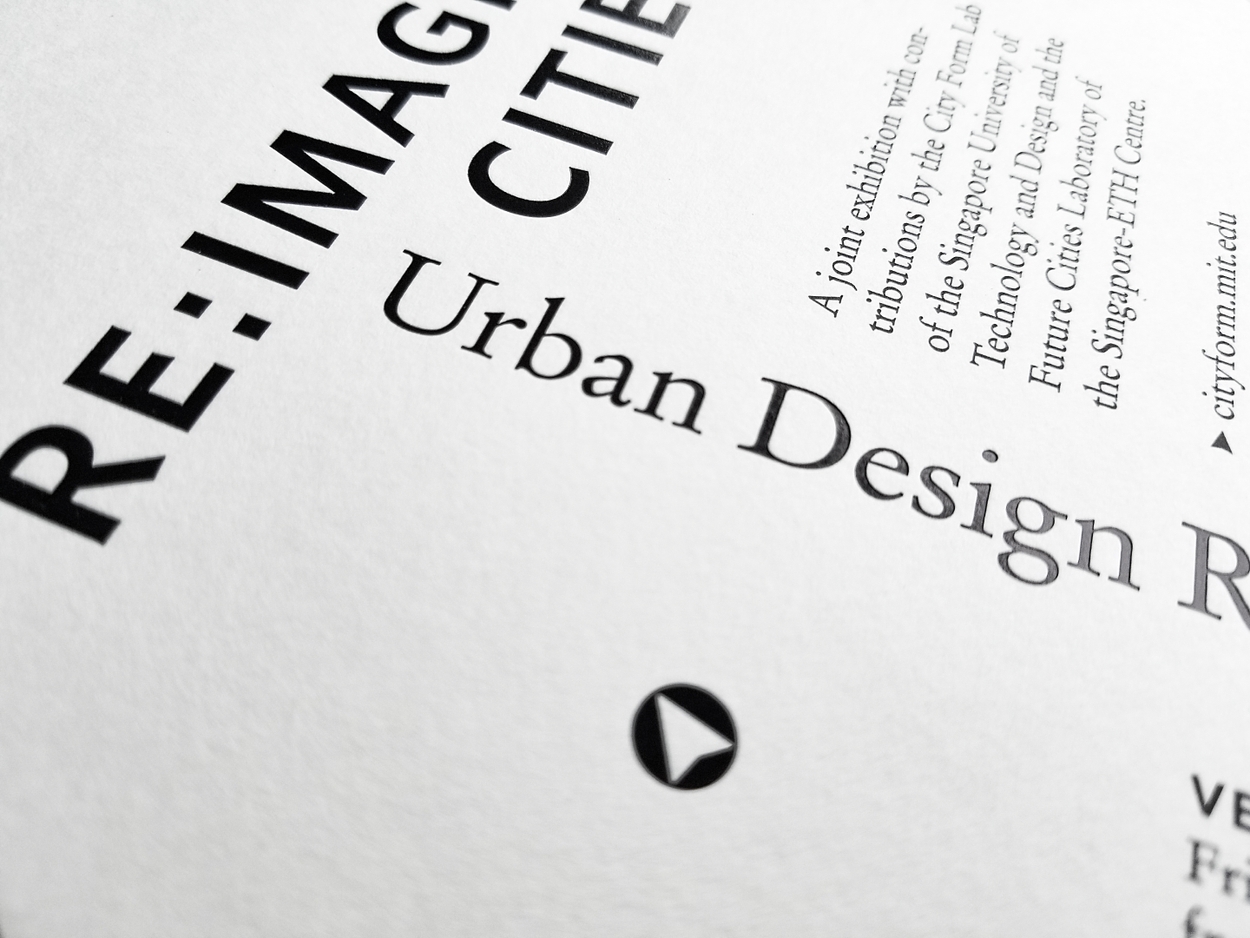 RE:IMAG
CITIE
Urban Design R
A joint exhibition with con-
tributions by the City Form Lab
of the Singapore University of
Technology and Design and the
Future Cities Laboratory of
the Singapore-ETH Centre.
▶ cityform.mit.edu
VE
Fri